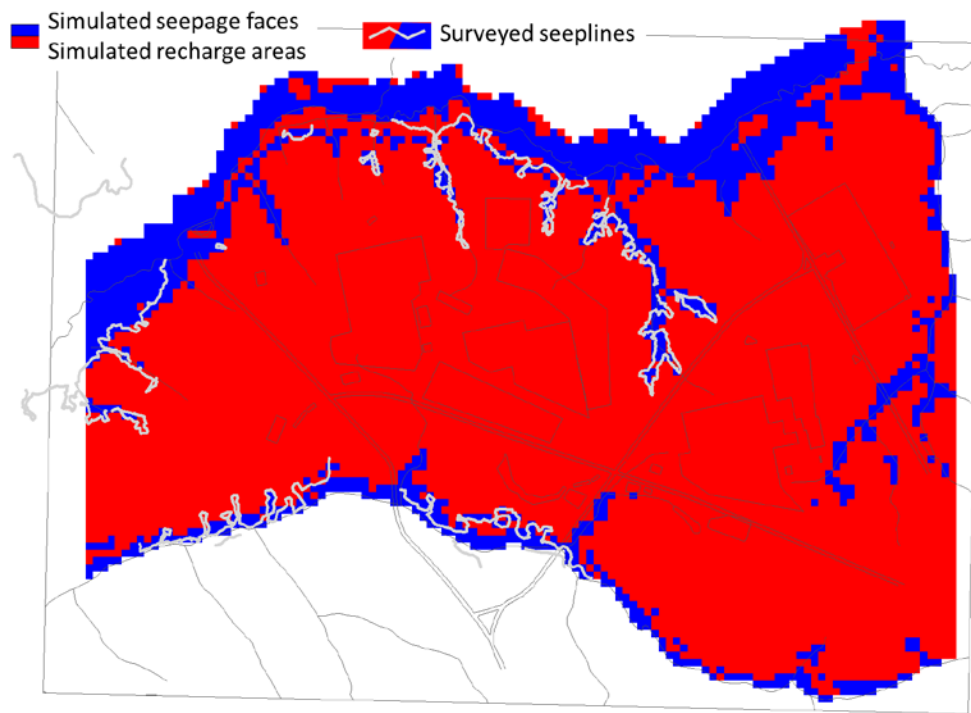 Simulated seepage faces
Simulated recharge areas
Surveyed seeplines